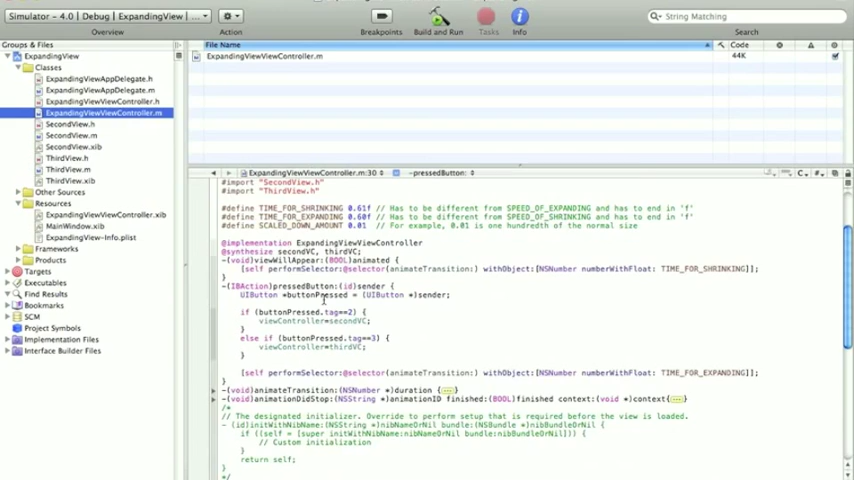 Simulator - 4.0 | Debug | ExpandingView | ...
String Matching
Overview
Action
Breakpoints
Build and Run
Tasks
Info
Search
Groups & Files
File Name
Code
ExpandingView
ExpandingViewViewController.m
44K
Classes
ExpandingViewAppDelegate.h
ExpandingViewAppDelegate.m
ExpandingViewViewController.h
ExpandingViewViewController.m
SecondView.h
SecondView.m
SecondView.xib
ThirdView.h
ThirdView.m
ThirdView.xib
Other Sources
Resources
ExpandingViewViewController.xib
MainWindow.xib
ExpandingView-Info.plist
Frameworks
Products
Targets
Executables
Find Results
Bookmarks
SCM
Project Symbols
Implementation Files
Interface Builder Files
ExpandingViewViewController.m:30
-pressedButton:
#import "SecondView.h"
#import "ThirdView.h"
#define TIME_FOR_SHRINKING 0.61f // Has to be different from SPEED_OF_EXPANDING and has to end in 'f'
#define TIME_FOR_EXPANDING 0.60f // Has to be different from SPEED_OF_SHRINKING and has to end in 'f'
#define SCALED_DOWN_AMOUNT 0.01 // For example, 0.01 is one hundredth of the normal size
@implementation ExpandingViewViewController
@synthesize secondVC, thirdVC;
-(void)viewWillAppear:(BOOL)animated {
[self performSelector:@selector(animateTransition:) withObject:[NSNumber numberWithFloat: TIME_FOR_SHRINKING]];
}
-(IBAction)pressedButton:(id)sender {
UIButton *buttonPressed = (UIButton *)sender;
if (buttonPressed.tag==2) {
viewController=secondVC;
}
else if (buttonPressed.tag==3) {
viewController=thirdVC;
}
[self performSelector:@selector(animateTransition:) withObject:[NSNumber numberWithFloat: TIME_FOR_EXPANDING]];
}
-(void)animateTransition:(NSNumber *)duration {...}
-(void)animationDidStop:(NSString *)animationID finished:(BOOL)finished context:(void *)context{...}
/*
// The designated initializer. Override to perform setup that is required before the view is loaded.
- (id)initWithNibName:(NSString *)nibNameOrNil bundle:(NSBundle *)nibBundleOrNil {
if ((self = [super initWithNibName:nibNameOrNil bundle:nibBundleOrNil])) {
// Custom initialization
}
return self;
}
*/